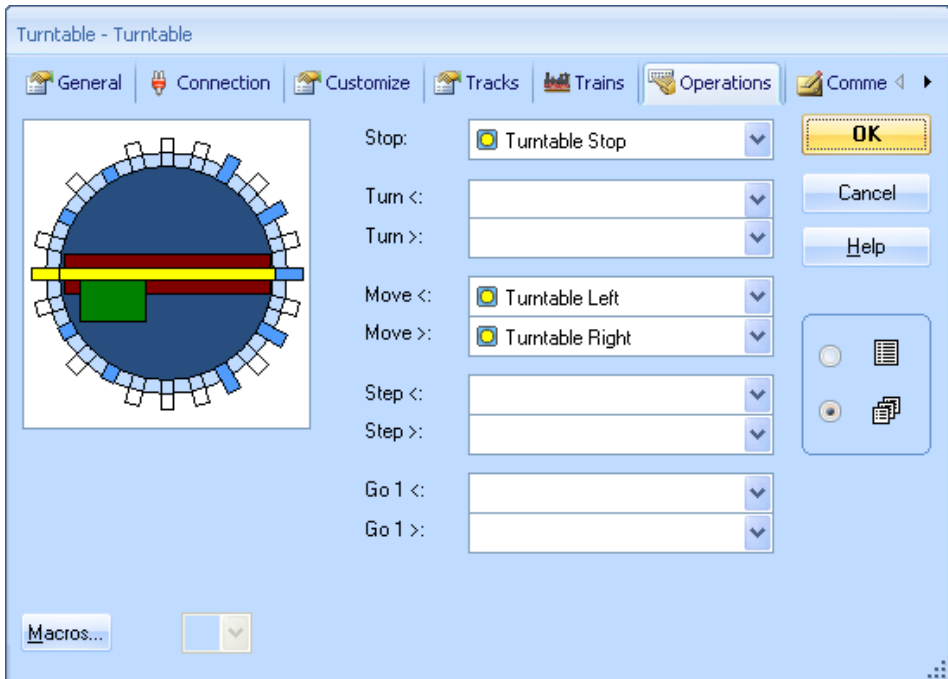 Turntable - Turntable
General Connection Customize Tracks Trains Operations Comme
Stop: Turntable Stop
OK
Turn <:
Cancel
Turn >:
Help
Move <: Turntable Left
Move >: Turntable Right
Step <:
Step >:
Go 1 <:
Go 1 >:
Macros...